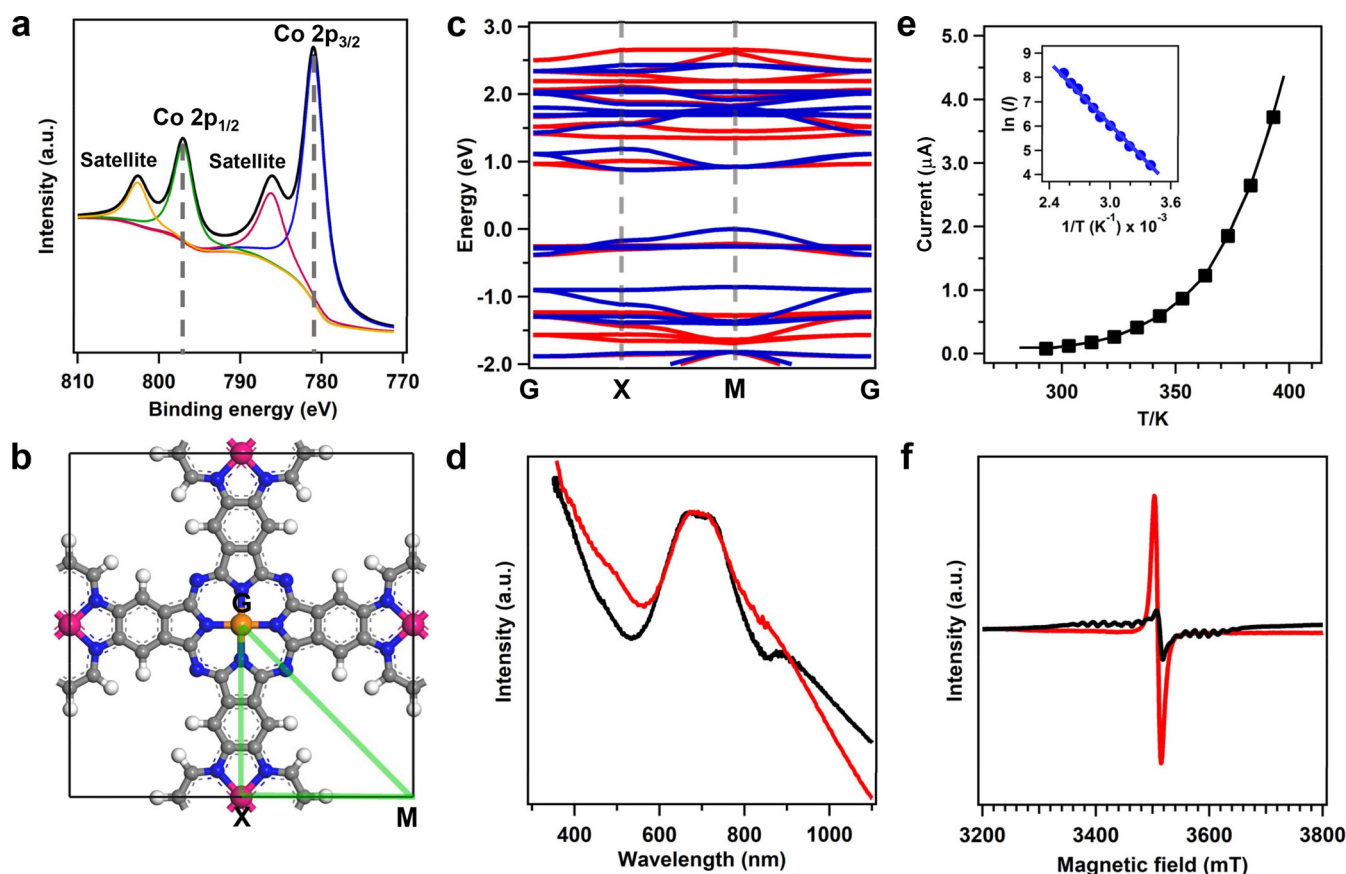 a
Co 2p3/2
Co 2p1/2
Satellite
Satellite
Intensity (a.u.)
810 800 790 780 770
Binding energy (eV)
b
G
X
M
c
3.0
2.0
1.0
0.0
-1.0
-2.0
Energy (eV)
G X M G
d
Intensity (a.u.)
400 600 800 1000
Wavelength (nm)
e
5.0
4.0
3.0
2.0
1.0
0.0
Current (μA)
300 350 400
T/K
9
8
7
6
5
4
ln (I)
2.4 3.0 3.6
1/T (K-1) x 10-3
f
Intensity (a.u.)
3200 3400 3600 3800
Magnetic field (mT)